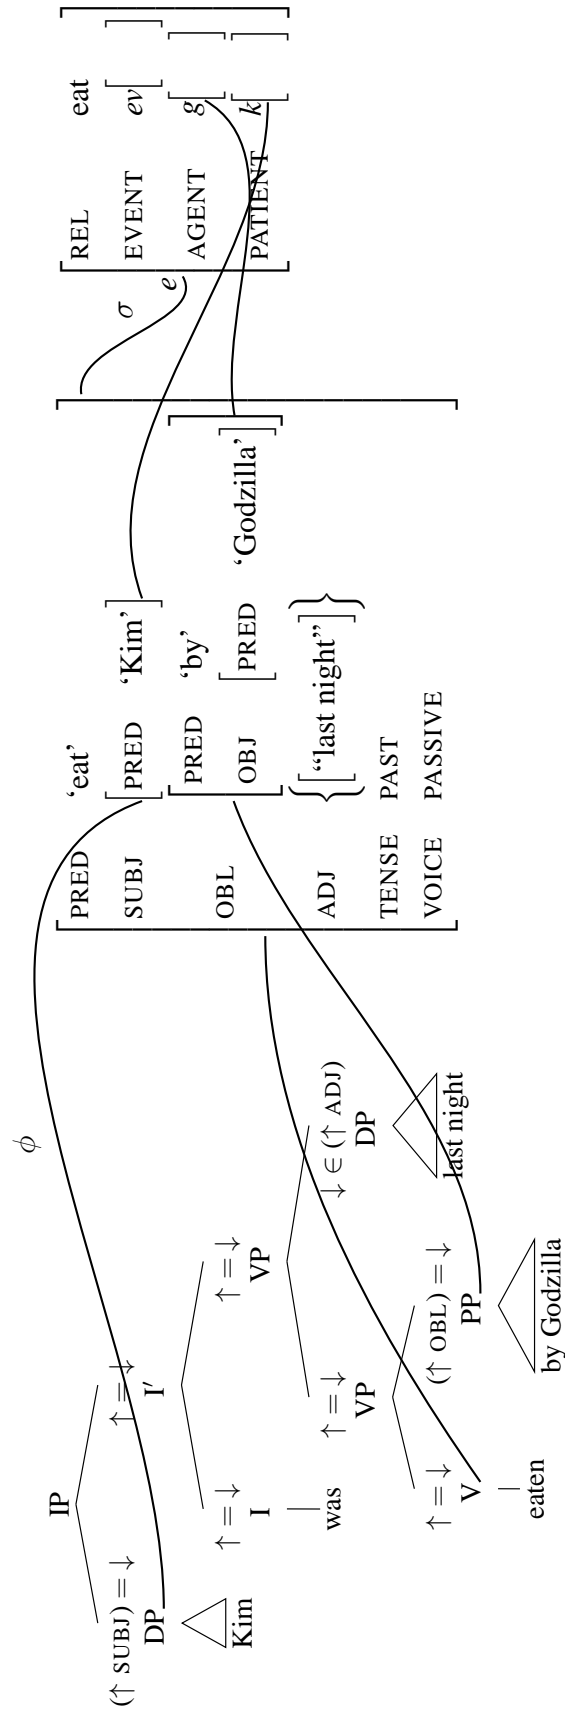 IP
(↑ SUBJ) = ↓
DP
Kim
↑ = ↓
I′
↑ = ↓
I
was
↑ = ↓
VP
↑ = ↓
VP
↓ ∈ (↑ ADJ)
DP
last night
↑ = ↓
V
eaten
(↑ OBL) = ↓
PP
by Godzilla
ϕ
PRED ‘eat’
SUBJ [PRED ‘Kim’]
OBL
PRED ‘by’
OBJ [PRED ‘Godzilla’]
ADJ {[“last night”]}
TENSE PAST
VOICE PASSIVE
σ
e
REL eat
EVENT ev [ ]
AGENT g [ ]
PATIENT k [ ]